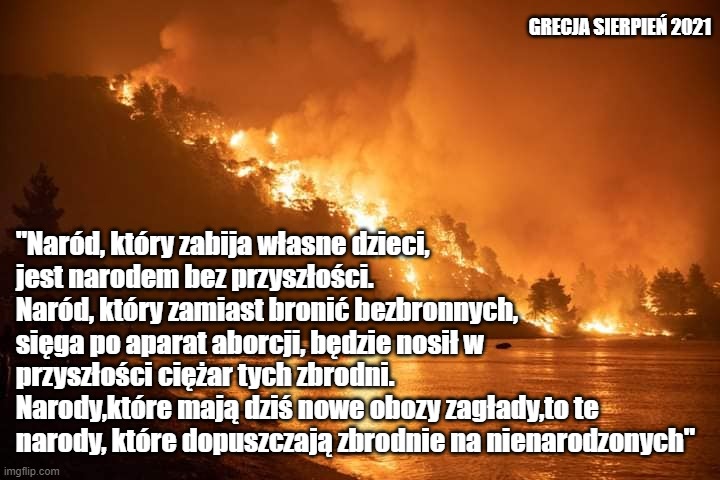 GRECJA SIERPIEŃ 2021
"Naród, który zabija własne dzieci,
jest narodem bez przyszłości.
Naród, który zamiast bronić bezbronnych,
sięga po aparat aborcji, będzie nosił w
przyszłości ciężar tych zbrodni.
Narody,które mają dziś nowe obozy zagłady,to te
narody, które dopuszczają zbrodnie na nienarodzonych"
imgflip.com